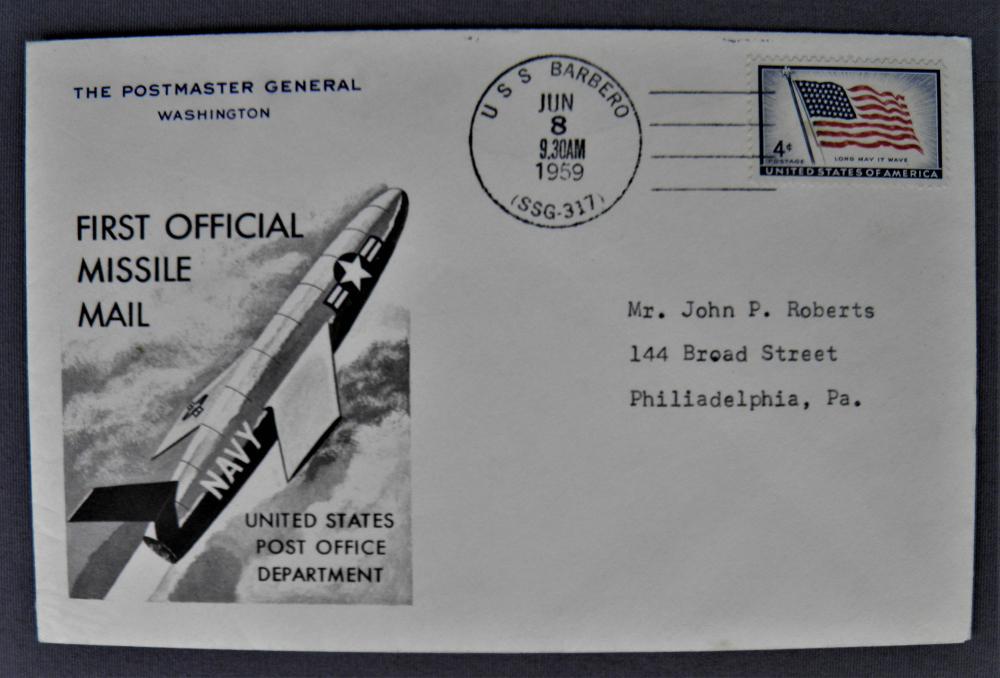 THE POSTMASTER GENERAL
WASHINGTON
USS BARBERO
JUN
8
9.30AM
1959
(SSG-317)
4¢
POSTAGE
LONG MAY IT WAVE
UNITED STATES OF AMERICA
FIRST OFFICIAL
MISSILE
MAIL
NAVY
UNITED STATES
POST OFFICE
DEPARTMENT
Mr. John P. Roberts
144 Broad Street
Philiadelphia, Pa.